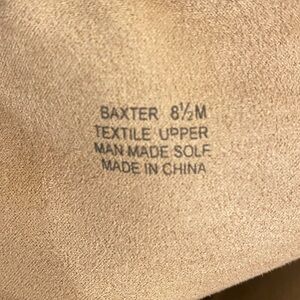 BAXTER 8½M
TEXTILE UPPER
MAN MADE SOLE
MADE IN CHINA